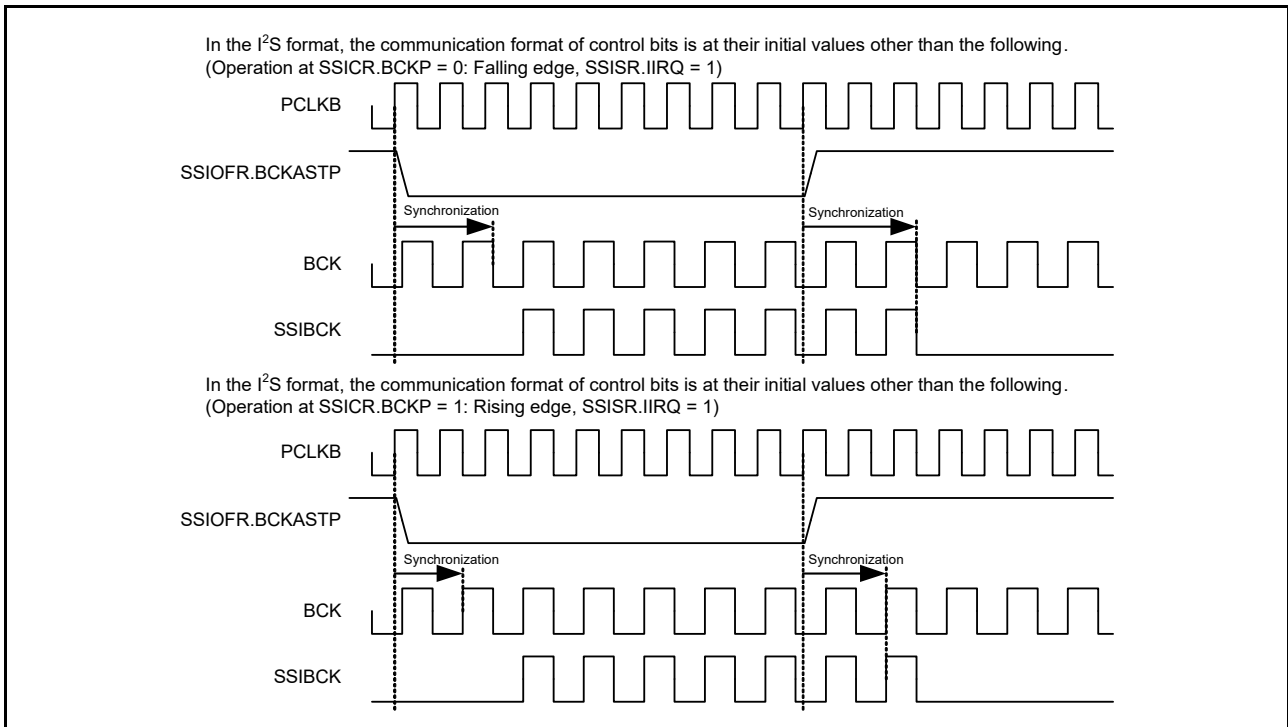 In the I²S format, the communication format of control bits is at their initial values other than the following.
(Operation at SSICR.BCKP = 0: Falling edge, SSISR.IIRQ = 1)
PCLKB
SSIOFR.BCKASTP
Synchronization Synchronization
BCK
SSIBCK
In the I²S format, the communication format of control bits is at their initial values other than the following.
(Operation at SSICR.BCKP = 1: Rising edge, SSISR.IIRQ = 1)
PCLKB
SSIOFR.BCKASTP
Synchronization Synchronization
BCK
SSIBCK